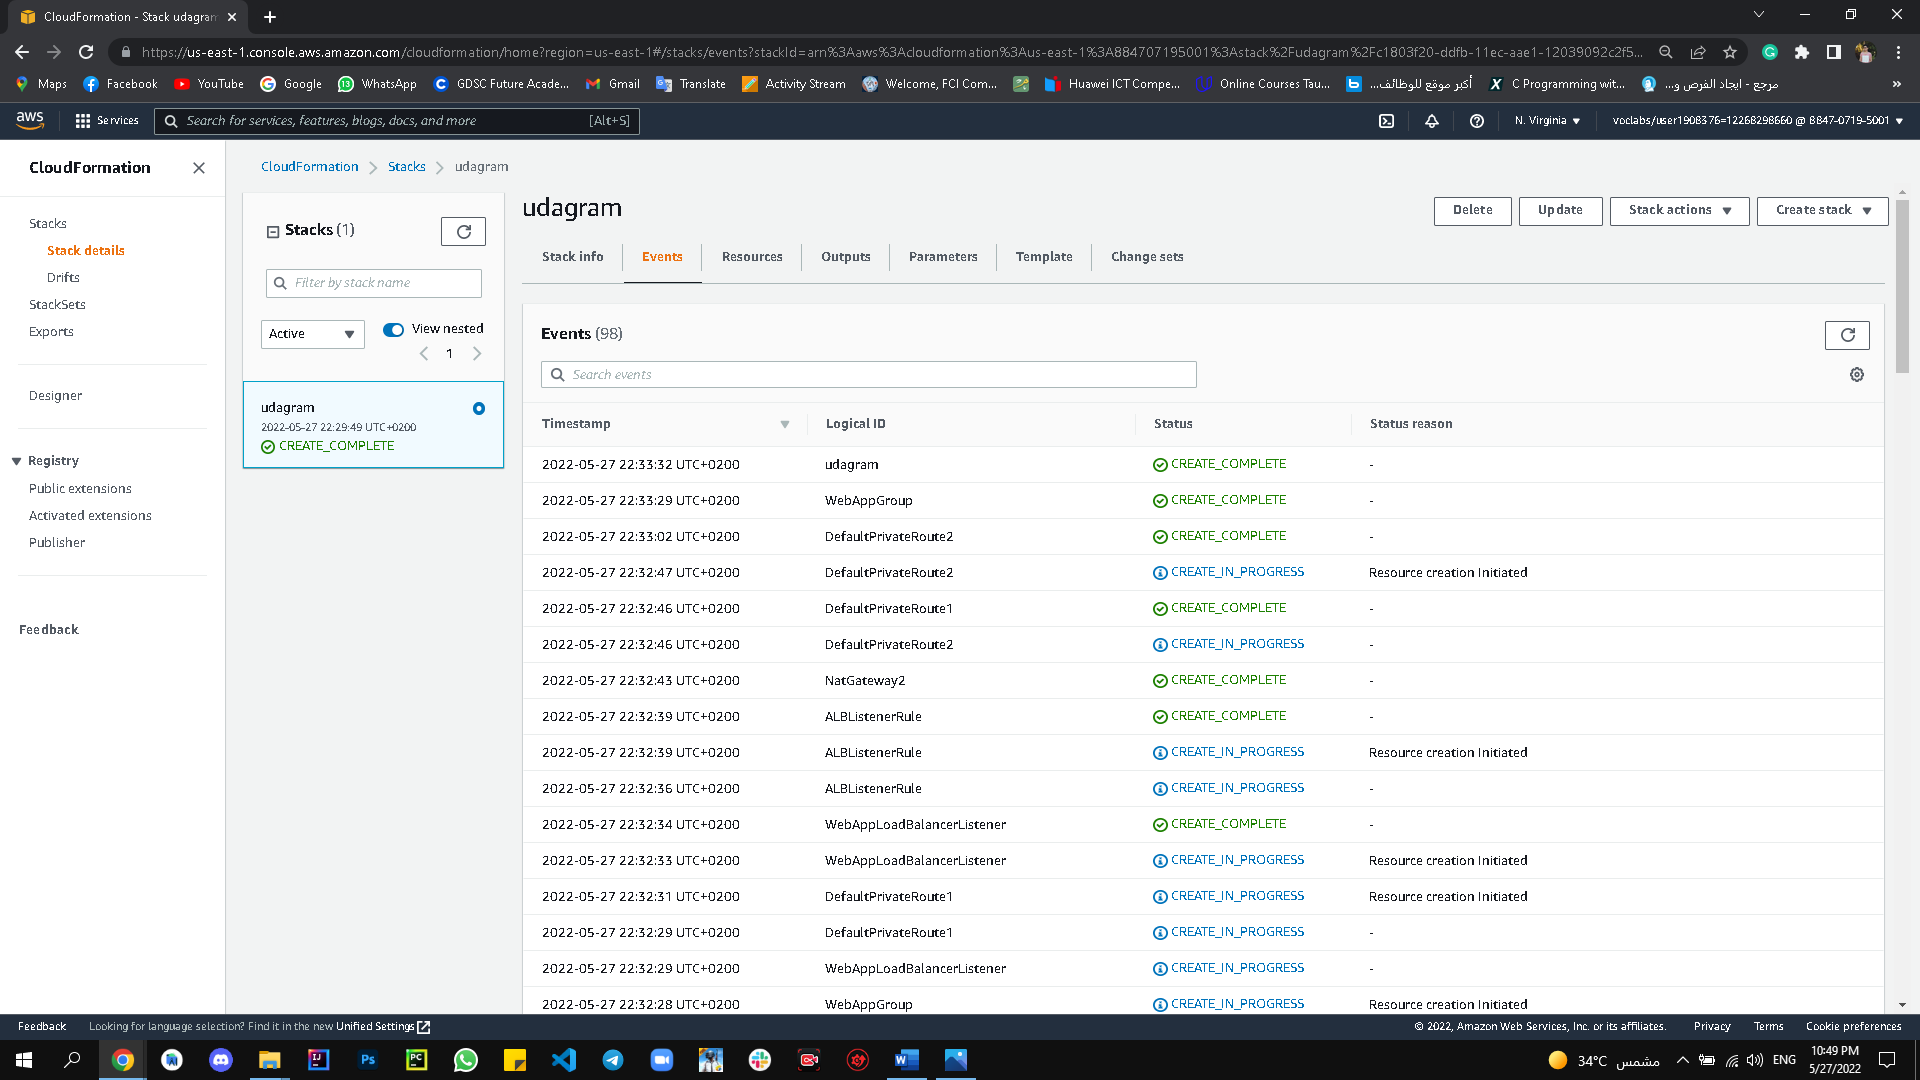 CloudFormation - Stack udagram
https://us-east-1.console.aws.amazon.com/cloudformation/home?region=us-east-1#/stacks/events?stackId=arn%3Aaws%3Acloudformation%3Aus-east-1%3A884707195001%3Astack%2Fudagram%2Fc1803f20-ddfb-11ec-aae1-12039092c2f5...
Maps Facebook YouTube Google WhatsApp GDSC Future Acade... Gmail Translate Activity Stream Welcome, FCI Com... Huawei ICT Compe... Online Courses Tau... أكبر موقع للوظائف... C Programming wit... مرجع - ايجاد الفرص و... »
aws Services Search for services, features, blogs, docs, and more [Alt+S] N. Virginia voclabs/user1908376=12268298660 @ 8847-0719-5001
CloudFormation
Stacks
Stack details
Drifts
StackSets
Exports
Designer
Registry
Public extensions
Activated extensions
Publisher
Feedback
CloudFormation Stacks udagram
Stacks (1)
Filter by stack name
Active View nested
1
udagram
2022-05-27 22:29:49 UTC+0200
CREATE_COMPLETE
udagram
Delete Update Stack actions Create stack
Stack info Events Resources Outputs Parameters Template Change sets
Events (98)
Search events
Timestamp Logical ID Status Status reason
2022-05-27 22:33:32 UTC+0200 udagram CREATE_COMPLETE -
2022-05-27 22:33:29 UTC+0200 WebAppGroup CREATE_COMPLETE -
2022-05-27 22:33:02 UTC+0200 DefaultPrivateRoute2 CREATE_COMPLETE -
2022-05-27 22:32:47 UTC+0200 DefaultPrivateRoute2 CREATE_IN_PROGRESS Resource creation Initiated
2022-05-27 22:32:46 UTC+0200 DefaultPrivateRoute1 CREATE_COMPLETE -
2022-05-27 22:32:46 UTC+0200 DefaultPrivateRoute2 CREATE_IN_PROGRESS -
2022-05-27 22:32:43 UTC+0200 NatGateway2 CREATE_COMPLETE -
2022-05-27 22:32:39 UTC+0200 ALBListenerRule CREATE_COMPLETE -
2022-05-27 22:32:39 UTC+0200 ALBListenerRule CREATE_IN_PROGRESS Resource creation Initiated
2022-05-27 22:32:36 UTC+0200 ALBListenerRule CREATE_IN_PROGRESS -
2022-05-27 22:32:34 UTC+0200 WebAppLoadBalancerListener CREATE_COMPLETE -
2022-05-27 22:32:33 UTC+0200 WebAppLoadBalancerListener CREATE_IN_PROGRESS Resource creation Initiated
2022-05-27 22:32:31 UTC+0200 DefaultPrivateRoute1 CREATE_IN_PROGRESS Resource creation Initiated
2022-05-27 22:32:29 UTC+0200 DefaultPrivateRoute1 CREATE_IN_PROGRESS -
2022-05-27 22:32:29 UTC+0200 WebAppLoadBalancerListener CREATE_IN_PROGRESS -
2022-05-27 22:32:28 UTC+0200 WebAppGroup CREATE_IN_PROGRESS Resource creation Initiated
Feedback Looking for language selection? Find it in the new Unified Settings © 2022, Amazon Web Services, Inc. or its affiliates. Privacy Terms Cookie preferences
34°C مشمس ENG 10:49 PM
5/27/2022